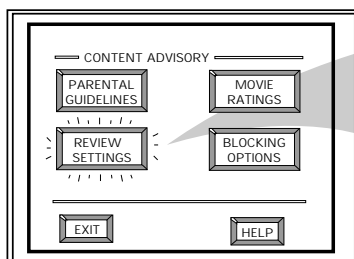 CONTENT ADVISORY
PARENTAL
GUIDELINES
MOVIE
RATINGS
REVIEW
SETTINGS
BLOCKING
OPTIONS
EXIT
HELP